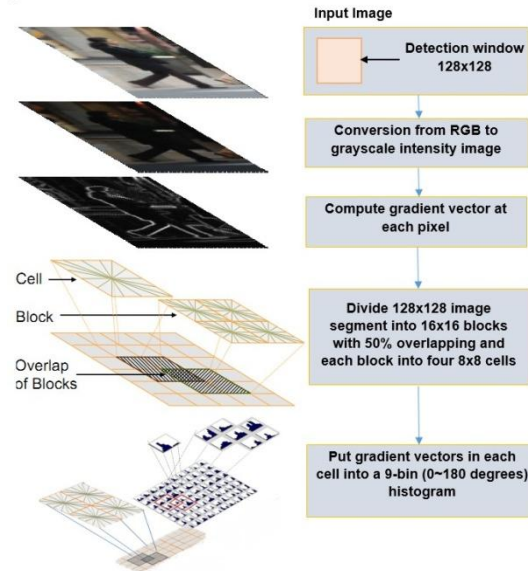 Input Image
Detection window
128x128
Conversion from RGB to
grayscale intensity image
Compute gradient vector at
each pixel
Cell
Block
Overlap
of Blocks
Divide 128x128 image
segment into 16x16 blocks
with 50% overlapping and
each block into four 8x8 cells
Put gradient vectors in each
cell into a 9-bin (0~180 degrees)
histogram